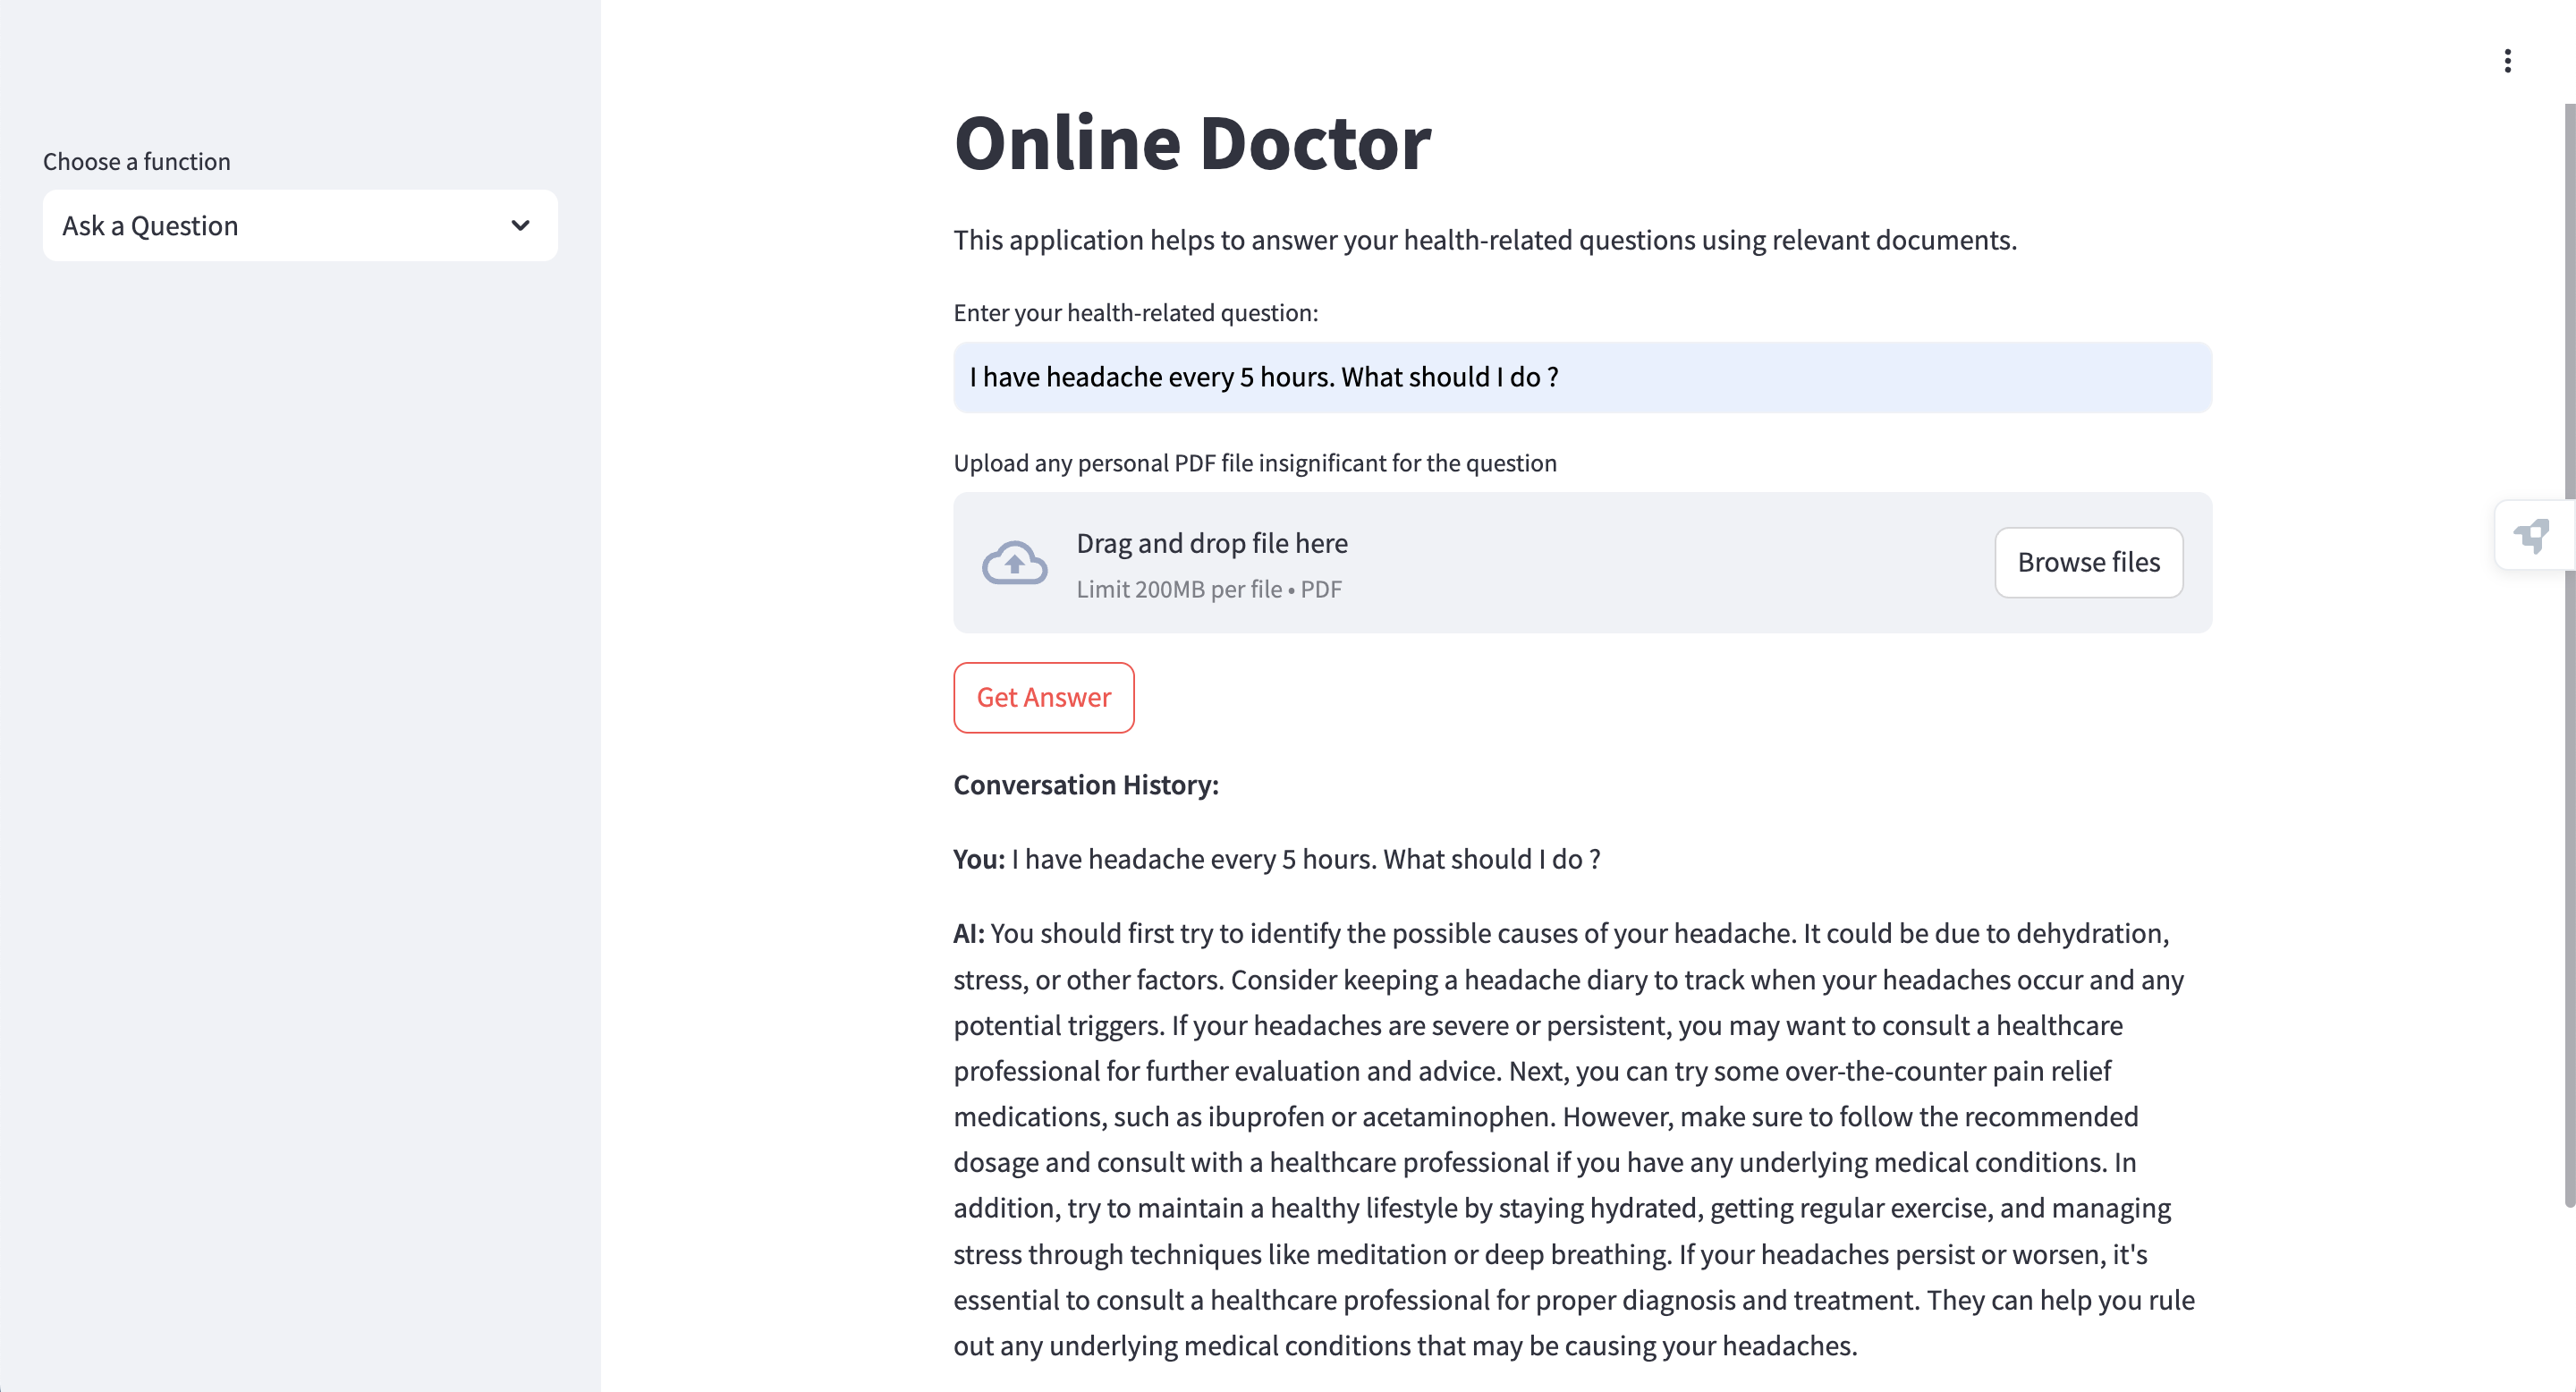 Choose a function
Ask a Question
Online Doctor
This application helps to answer your health-related questions using relevant documents.
Enter your health-related question:
I have headache every 5 hours. What should I do ?
Upload any personal PDF file insignificant for the question
Drag and drop file here
Limit 200MB per file • PDF
Browse files
Get Answer
Conversation History:
You: I have headache every 5 hours. What should I do ?
AI: You should first try to identify the possible causes of your headache. It could be due to dehydration,
stress, or other factors. Consider keeping a headache diary to track when your headaches occur and any
potential triggers. If your headaches are severe or persistent, you may want to consult a healthcare
professional for further evaluation and advice. Next, you can try some over-the-counter pain relief
medications, such as ibuprofen or acetaminophen. However, make sure to follow the recommended
dosage and consult with a healthcare professional if you have any underlying medical conditions. In
addition, try to maintain a healthy lifestyle by staying hydrated, getting regular exercise, and managing
stress through techniques like meditation or deep breathing. If your headaches persist or worsen, it's
essential to consult a healthcare professional for proper diagnosis and treatment. They can help you rule
out any underlying medical conditions that may be causing your headaches.